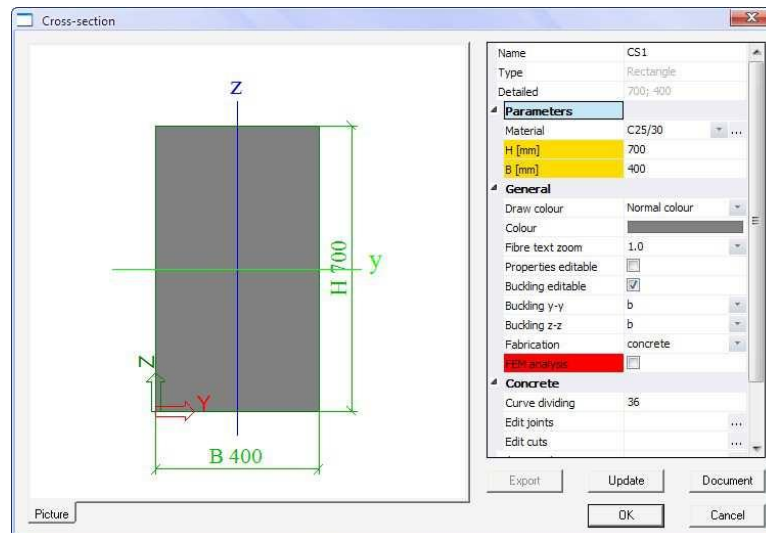 Cross-section
z
y
H 700
Z
Y
B 400
Picture
Name CS1
Type Rectangle
Detailed 700; 400
Parameters
Material C25/30 ...
H [mm] 700
B [mm] 400
General
Draw colour Normal colour
Colour
Fibre text zoom 1.0
Properties editable
Buckling editable
Buckling y-y b
Buckling z-z b
Fabrication concrete
FEM analysis
Concrete
Curve dividing 36
Edit joints ...
Edit cuts ...
Export Update Document
OK Cancel